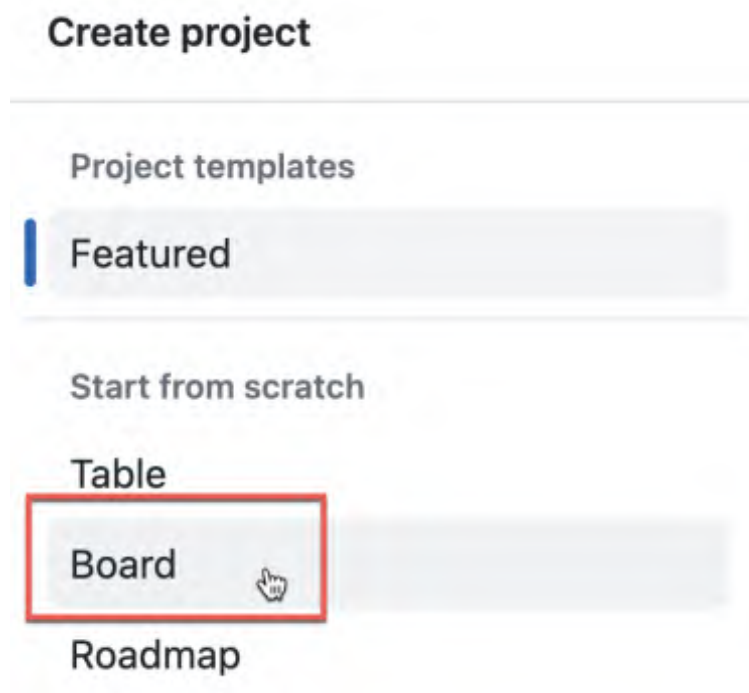 Create project
Project templates
Featured
Start from scratch
Table
Board
Roadmap